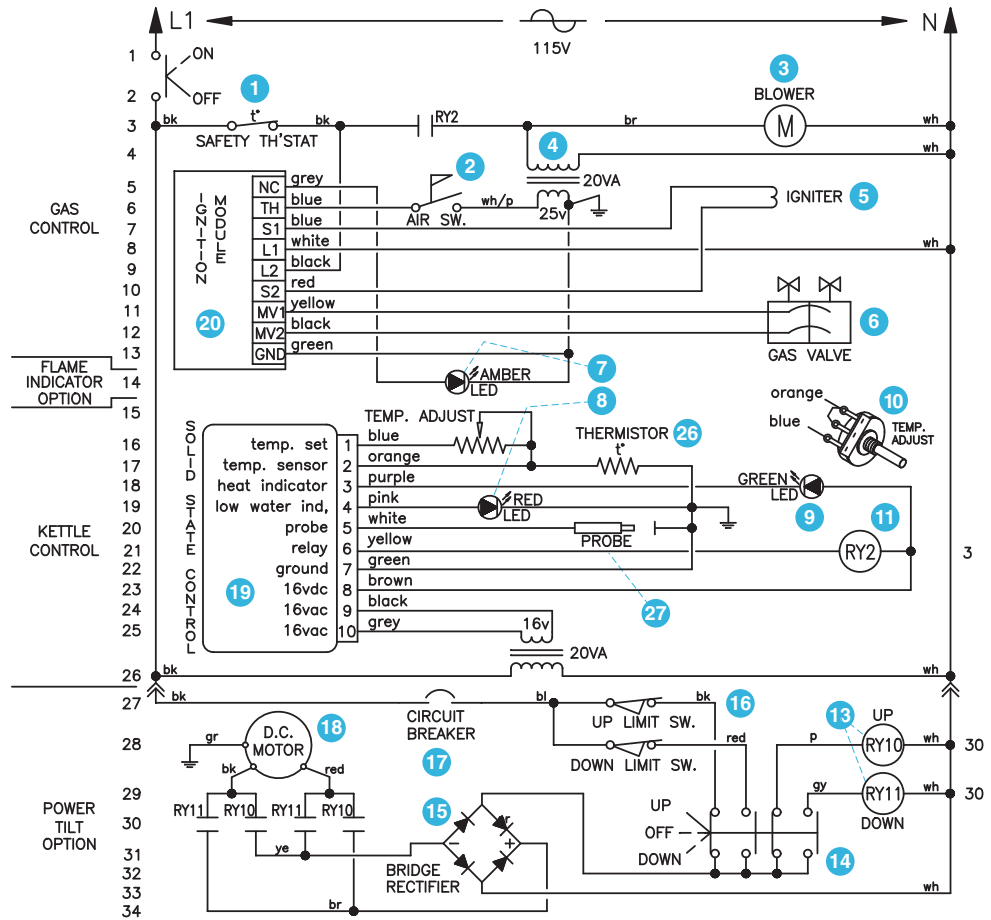 L1 N
115V
1 ON
2 OFF
1 3
BLOWER
3 bk t° bk RY2 br M wh
SAFETY TH'STAT
4 2 4 wh
20VA
5 NC grey
6 TH blue wh/p 25v
AIR SW.
IGNITER 5
7 S1 blue
8 L1 white wh
9 L2 black
10 S2 red
11 MV1 yellow
12 MV2 black
13 GND green
GAS
CONTROL
IGNITION
MODULE
20
6
GAS VALVE
FLAME
INDICATOR
OPTION
14
AMBER
LED
7
8
15
TEMP. ADJUST
orange
blue
10
TEMP.
ADJUST
THERMISTOR 26
t°
16 temp. set 1 blue
17 temp. sensor 2 orange
18 heat indicator 3 purple
GREEN
LED
19 low water ind, 4 pink
RED
LED
9 11
20 probe 5 white
PROBE
21 relay 6 yellow RY2 3
22 ground 7 green
23 16vdc 8 brown
24 16vac 9 black
25 16vac 10 grey 16v
27
KETTLE
CONTROL
SOLID STATE CONTROL
19
20VA
26 bk wh
27 bk bl bk
CIRCUIT
BREAKER
17
UP LIMIT SW.
16
13
UP
18
D.C.
MOTOR
28 gr red p RY10 wh 30
DOWN LIMIT SW.
bk red
29 gy RY11 wh 30
DOWN
RY11 RY10 RY11 RY10
15
r
30
UP
OFF
DOWN
POWER
TILT
OPTION
31 ye - +
14
BRIDGE
RECTIFIER
32
33 wh
34 br